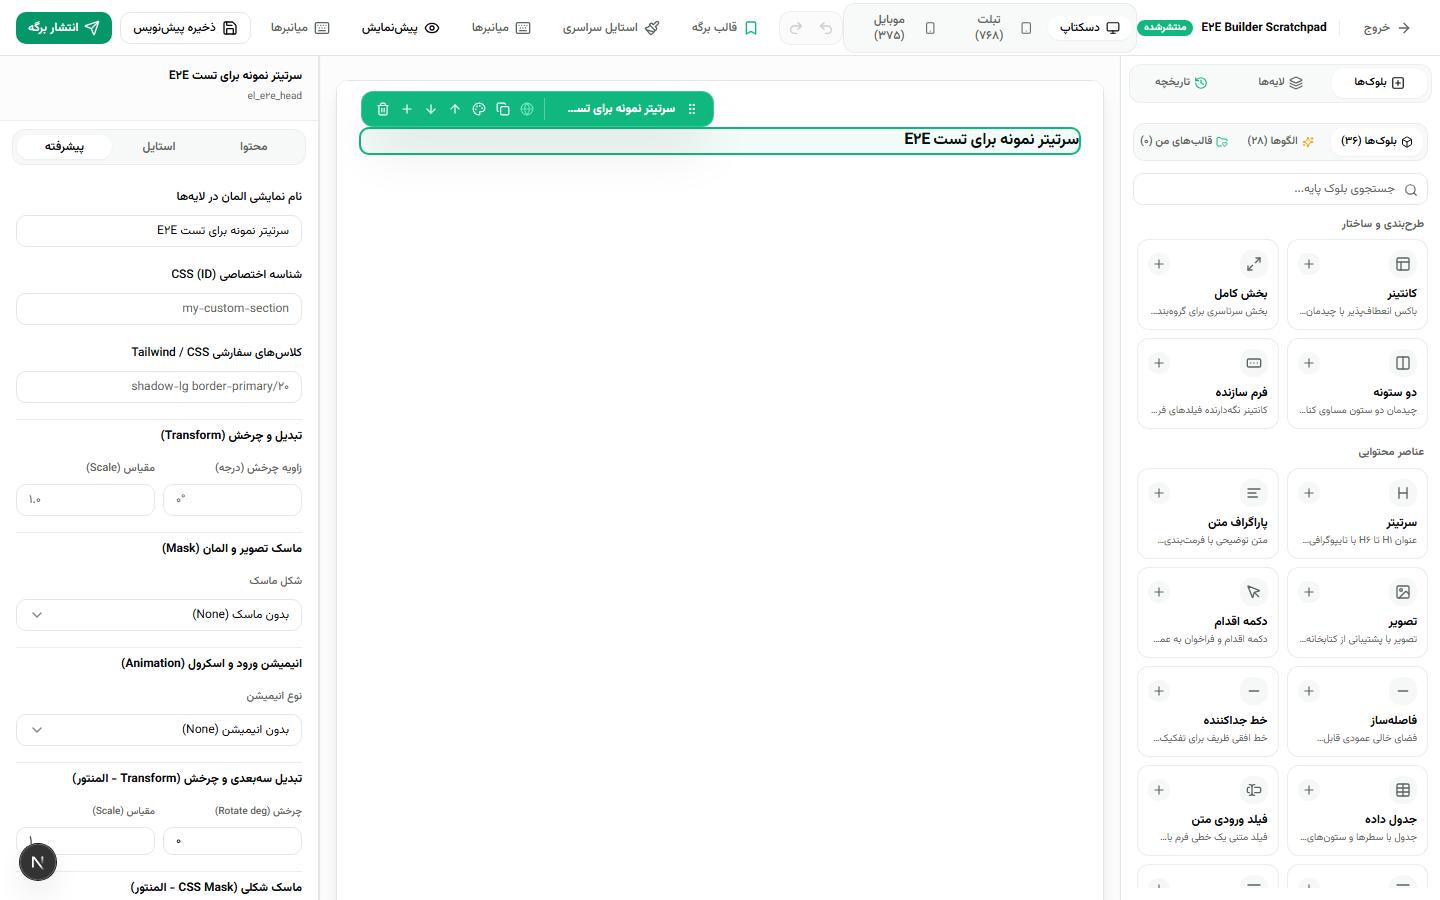 خروج
E2E Builder Scratchpad
منتشرشده
دسکتاپ
تبلت (۷۶۸)
موبایل (۳۷۵)
قالب برگه
استایل سراسری
میانبرها
پیش‌نمایش
میانبرها
ذخیره پیش‌نویس
انتشار برگه
بلوک‌ها
لایه‌ها
تاریخچه
بلوک‌ها (۳۶)
الگوها (۲۸)
قالب‌های من (۰)
جستجوی بلوک پایه...
طرح‌بندی و ساختار
کانتینر
باکس انعطاف‌پذیر با چیدمان...
بخش کامل
بخش سرتاسری برای گروه‌بند...
دو ستونه
چیدمان دو ستون مساوی کنا...
فرم سازنده
کانتینر نگه‌دارنده فیلدهای فر...
عناصر محتوایی
سرتیتر
عنوان H۱ تا H۶ با تایپوگرافی...
پاراگراف متن
متن توضیحی با فرمت‌بندی...
تصویر
تصویر با پشتیبانی از کتابخانه...
دکمه اقدام
دکمه اقدام و فراخوان به عمـ...
فاصله‌ساز
فضای خالی عمودی قابل...
خط جداکننده
خط افقی ظریف برای تفکیک...
جدول داده
جدول با سطرها و ستون‌های...
فیلد ورودی متن
فیلد متنی یک خطی فرم با...
سرتیتر نمونه برای تسـ...
سرتیتر نمونه برای تست E۲E
سرتیتر نمونه برای تست E۲E
el_e۲e_head
محتوا
استایل
پیشرفته
نام نمایشی المان در لایه‌ها
سرتیتر نمونه برای تست E۲E
شناسه اختصاصی CSS (ID)
my-custom-section
کلاس‌های سفارشی Tailwind / CSS
shadow-lg border-primary/۲۰
تبدیل و چرخش (Transform)
زاویه چرخش (درجه)
مقیاس (Scale)
۰°
۱.۰
ماسک تصویر و المان (Mask)
شکل ماسک
بدون ماسک (None)
انیمیشن ورود و اسکرول (Animation)
نوع انیمیشن
بدون انیمیشن (None)
تبدیل سه‌بعدی و چرخش (Transform - المنتور)
چرخش (Rotate deg)
مقیاس (Scale)
۰
۱
N
ماسک شکلی (CSS Mask - المنتور)